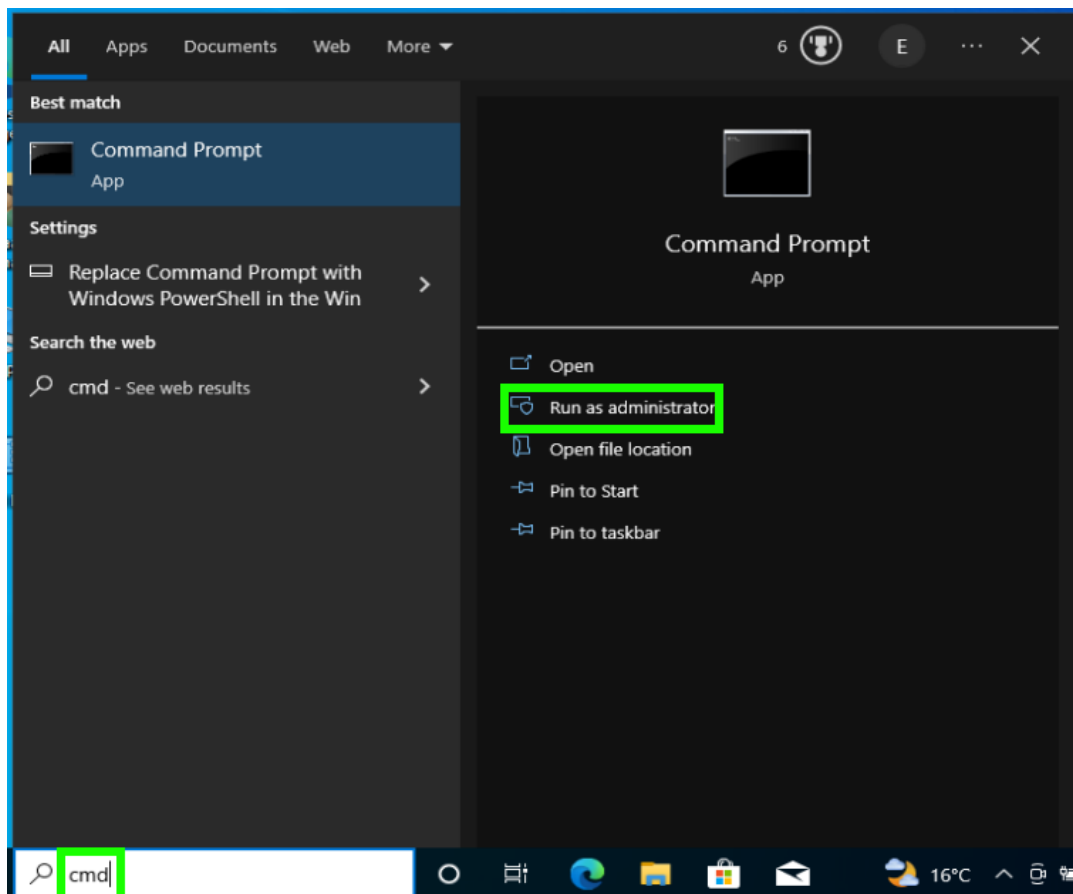 All Apps Documents Web More 6 E ...
Best match
Command Prompt
App
Settings
Replace Command Prompt with
Windows PowerShell in the Win
Search the web
cmd - See web results
Command Prompt
App
Open
Run as administrator
Open file location
Pin to Start
Pin to taskbar
cmd 16°C